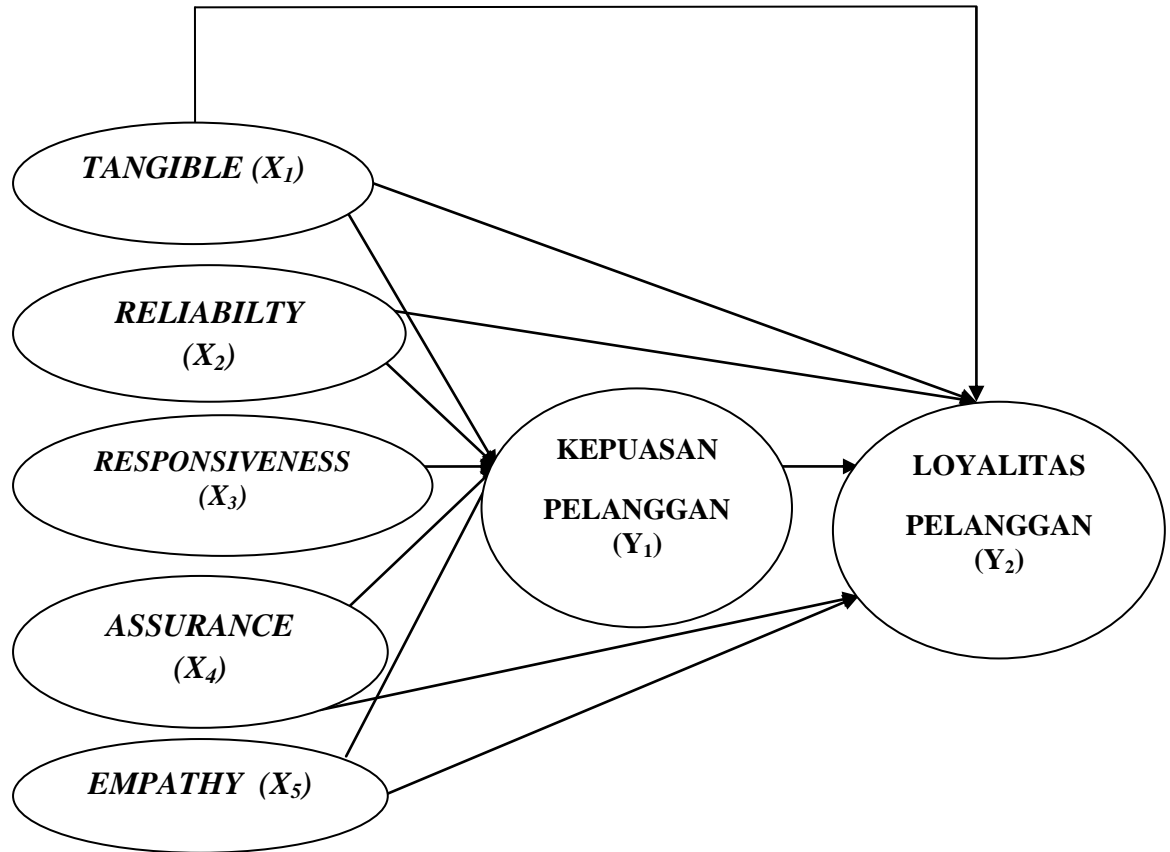 TANGIBLE (X1)
RELIABILTY
(X2)
RESPONSIVENESS
(X3)
ASSURANCE
(X4)
EMPATHY (X5)
KEPUASAN
PELANGGAN
(Y1)
LOYALITAS
PELANGGAN
(Y2)